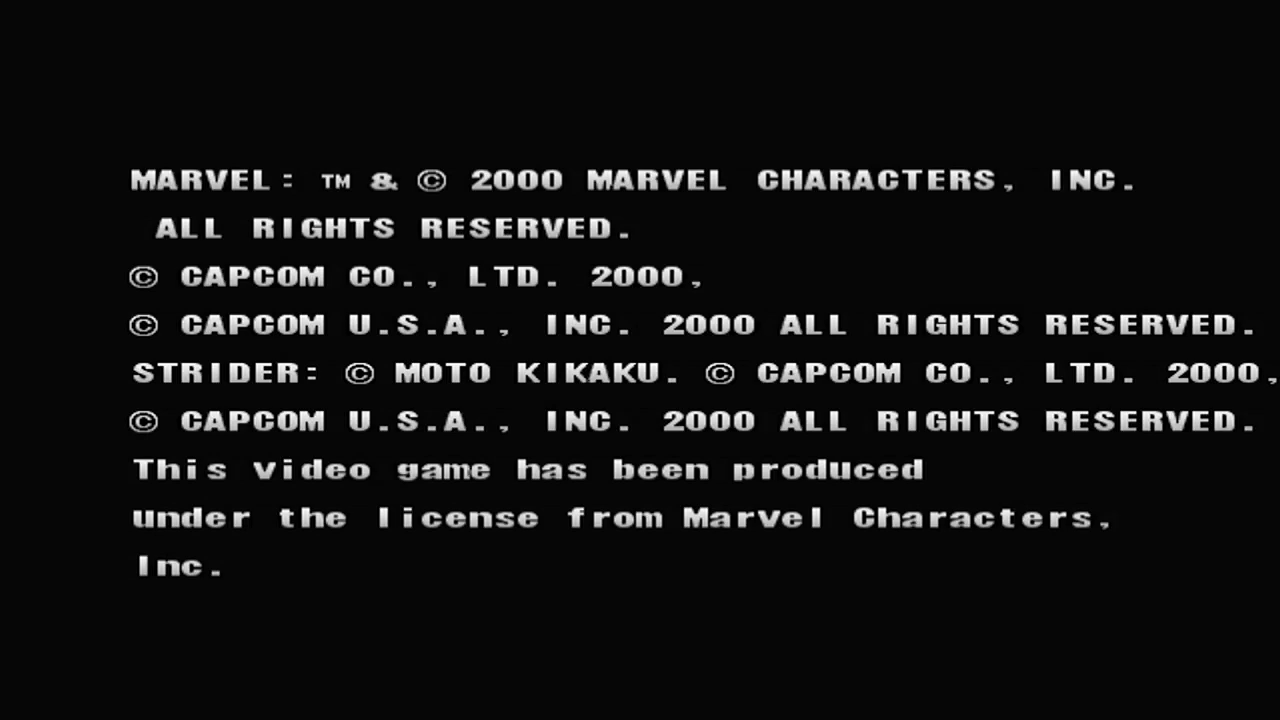 MARVEL: ™ & © 2000 MARVEL CHARACTERS, INC.
ALL RIGHTS RESERVED.
© CAPCOM CO., LTD. 2000,
© CAPCOM U.S.A., INC. 2000 ALL RIGHTS RESERVED.
STRIDER: © MOTO KIKAKU. © CAPCOM CO., LTD. 2000,
© CAPCOM U.S.A., INC. 2000 ALL RIGHTS RESERVED.
This video game has been produced
under the license from Marvel Characters,
Inc.